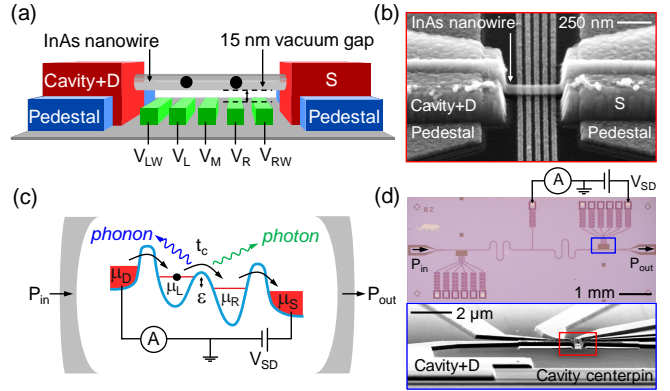 (a)
InAs nanowire
15 nm vacuum gap
Cavity+D
S
Pedestal
Pedestal
V_LW V_L V_M V_R V_RW
(b)
InAs nanowire
250 nm
Cavity+D
S
Pedestal
Pedestal
(c)
phonon
t_c
photon
P_in
μ_D
μ_L
ε
μ_R
μ_S
P_out
A
V_SD
(d)
A
V_SD
P_in
P_out
1 mm
2 μm
Cavity+D
Cavity centerpin